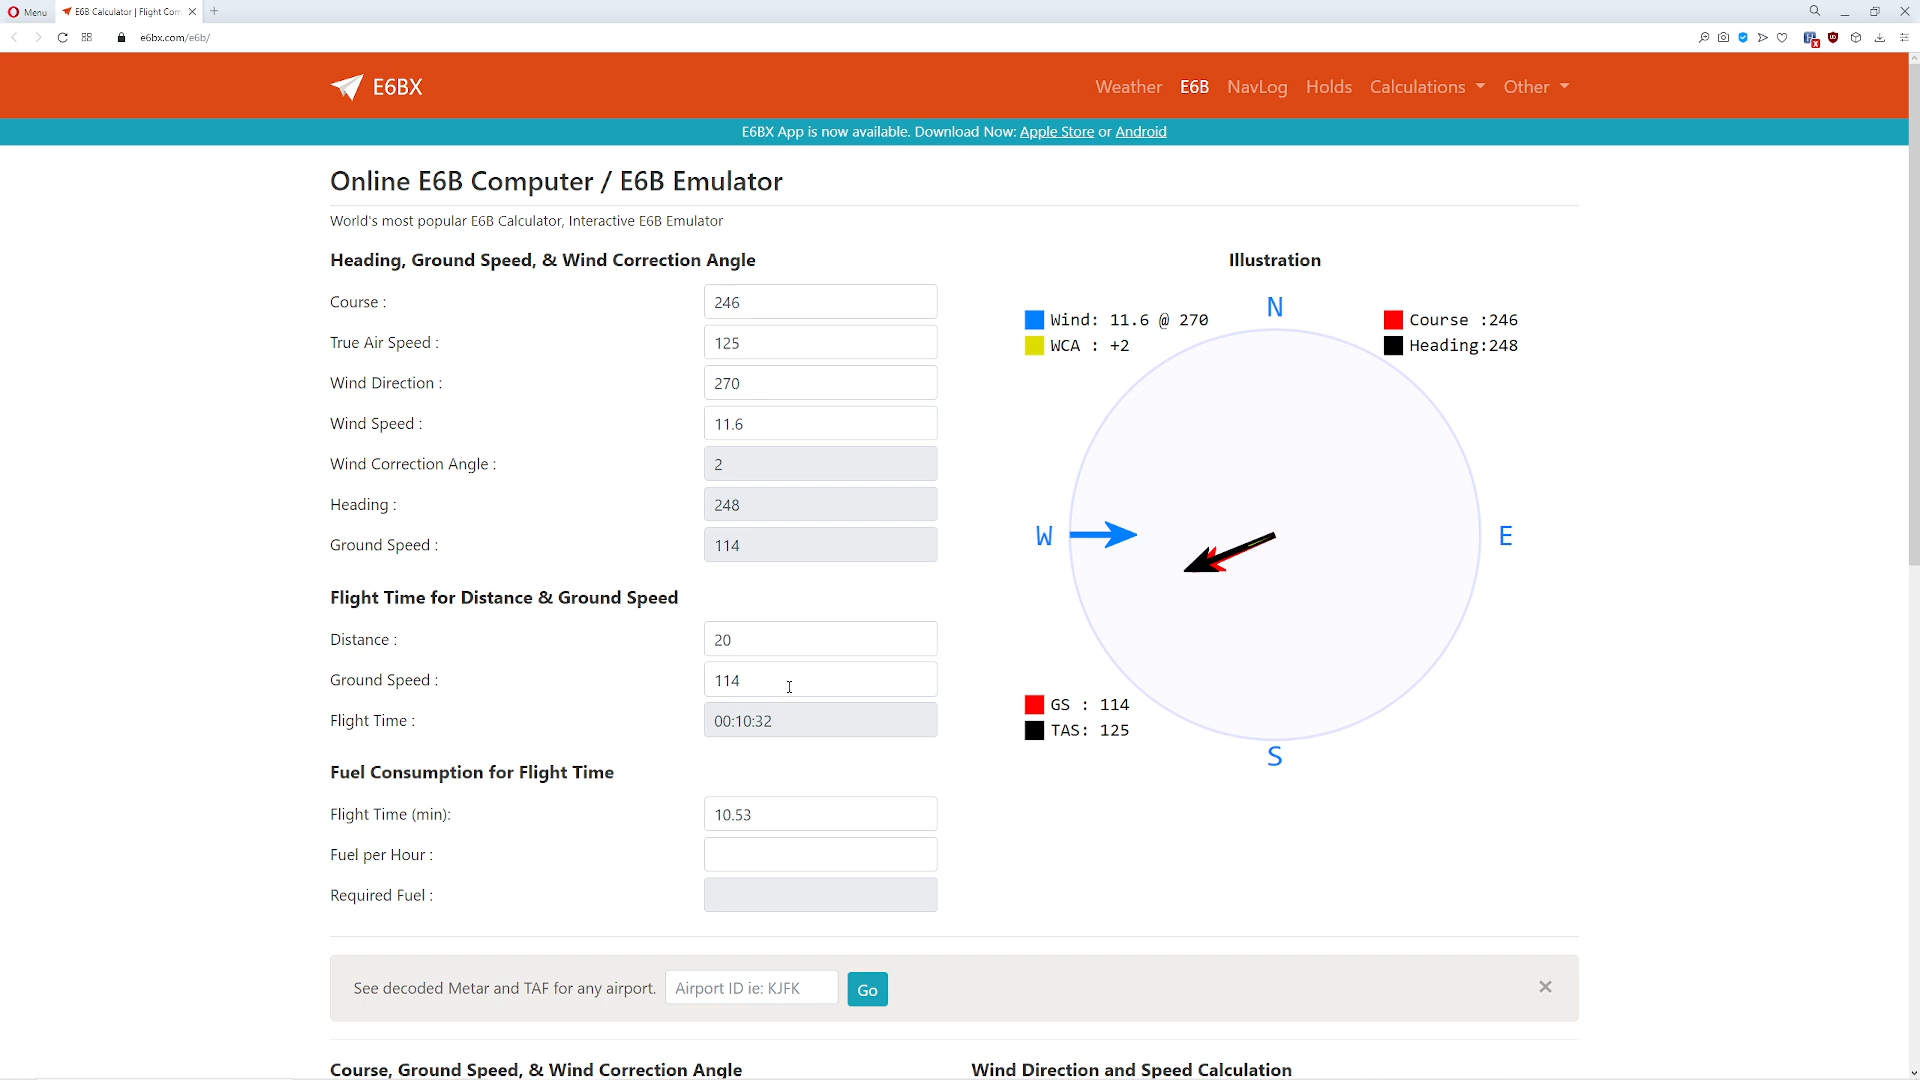 Menu
E6B Calculator | Flight Com
e6bx.com/e6b/
E6BX
Weather E6B NavLog Holds Calculations Other
E6BX App is now available. Download Now: Apple Store or Android
Online E6B Computer / E6B Emulator
World's most popular E6B Calculator, Interactive E6B Emulator
Heading, Ground Speed, & Wind Correction Angle
Course : 246
True Air Speed : 125
Wind Direction : 270
Wind Speed : 11.6
Wind Correction Angle : 2
Heading : 248
Ground Speed : 114
Flight Time for Distance & Ground Speed
Distance : 20
Ground Speed : 114
Flight Time : 00:10:32
Fuel Consumption for Flight Time
Flight Time (min): 10.53
Fuel per Hour :
Required Fuel :
Illustration
N
Wind: 11.6 @ 270
WCA : +2
Course :246
Heading:248
W
E
GS : 114
TAS: 125
S
See decoded Metar and TAF for any airport. Airport ID ie: KJFK Go
Course, Ground Speed, & Wind Correction Angle
Wind Direction and Speed Calculation